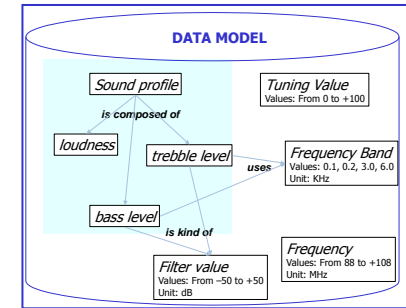 DATA MODEL
Sound profile
is composed of
loudness
trebble level
bass level
is kind of
uses
Tuning Value
Values: From 0 to +100
Frequency Band
Values: 0.1, 0.2, 3.0, 6.0
Unit: KHz
Filter value
Values: From –50 to +50
Unit: dB
Frequency
Values: From 88 to +108
Unit: MHz